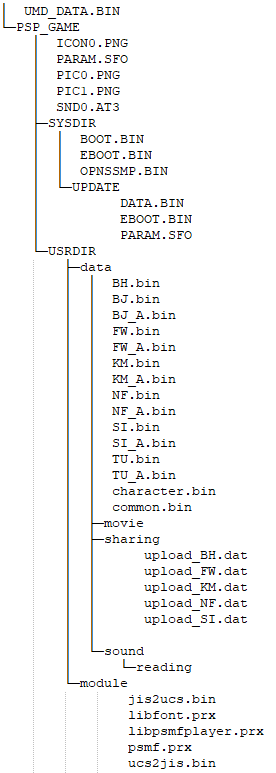 UMD_DATA.BIN
PSP_GAME
ICON0.PNG
PARAM.SFO
PIC0.PNG
PIC1.PNG
SND0.AT3
SYSDIR
BOOT.BIN
EBOOT.BIN
OPNSSMP.BIN
UPDATE
DATA.BIN
EBOOT.BIN
PARAM.SFO
USRDIR
data
BH.bin
BJ.bin
BJ_A.bin
FW.bin
FW_A.bin
KM.bin
KM_A.bin
NF.bin
NF_A.bin
SI.bin
SI_A.bin
TU.bin
TU_A.bin
character.bin
common.bin
movie
sharing
upload_BH.dat
upload_FW.dat
upload_KM.dat
upload_NF.dat
upload_SI.dat
sound
reading
module
jis2ucs.bin
libfont.prx
libpsmfplayer.prx
psmf.prx
ucs2jis.bin